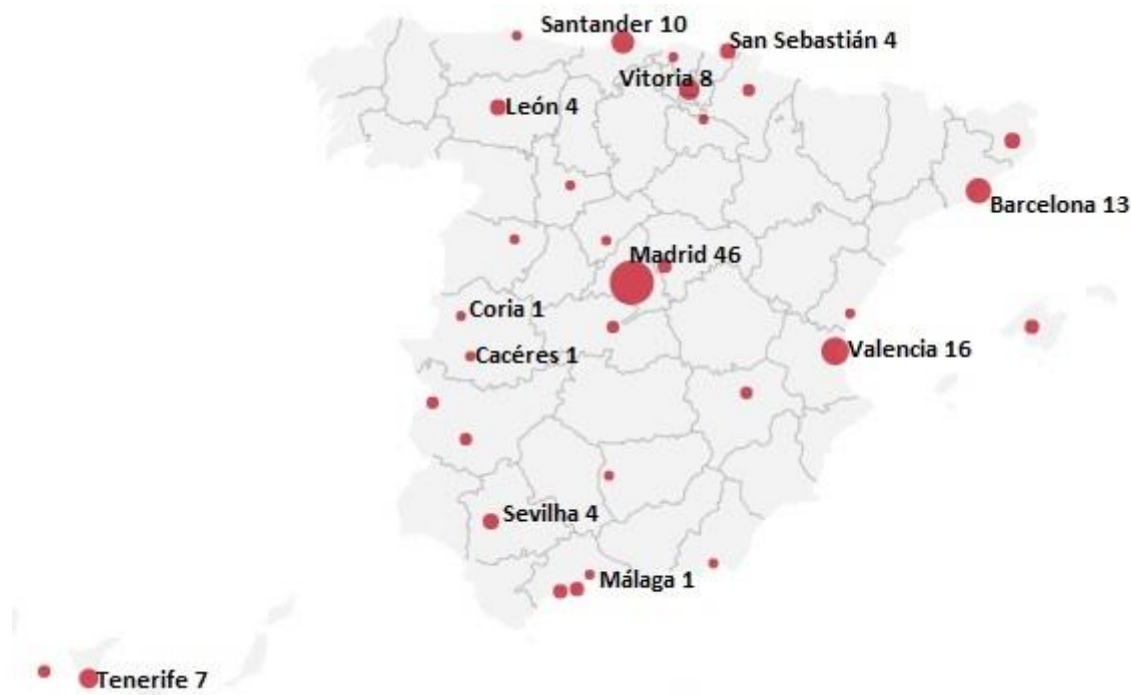 Santander 10
San Sebastián 4
Vitoria 8
León 4
Barcelona 13
Madrid 46
Coria 1
Cacéres 1
Valencia 16
Sevilha 4
Málaga 1
Tenerife 7